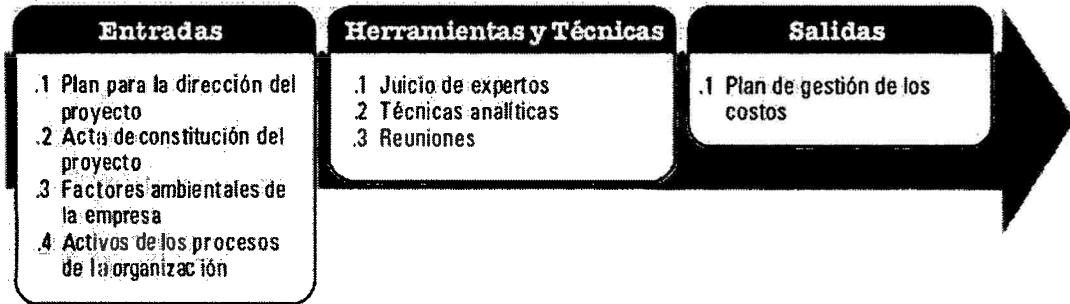 Entradas
.1 Plan para la dirección del
proyecto
.2 Acta de constitución del
proyecto
.3 Factores ambientales de
la empresa
.4 Activos de los procesos
de la organización
Herramientas y Técnicas
.1 Juicio de expertos
.2 Técnicas analíticas
.3 Reuniones
Salidas
.1 Plan de gestión de los
costos